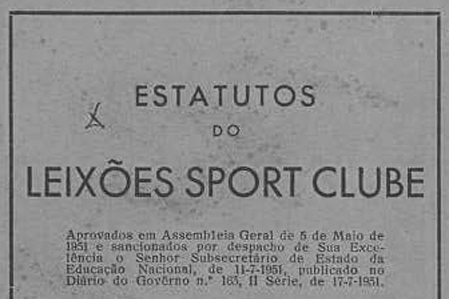 ESTATUTOS
DO
LEIXÕES SPORT CLUBE
Aprovados em Assembleia Geral de 5 de Maio de
1951 e sancionados por despacho de Sua Exce-
lência o Senhor Subsecretário de Estado da
Educação Nacional, de 11-7-1951, publicado no
Diário do Govêrno n.º 165, II Série, de 17-7-1951.